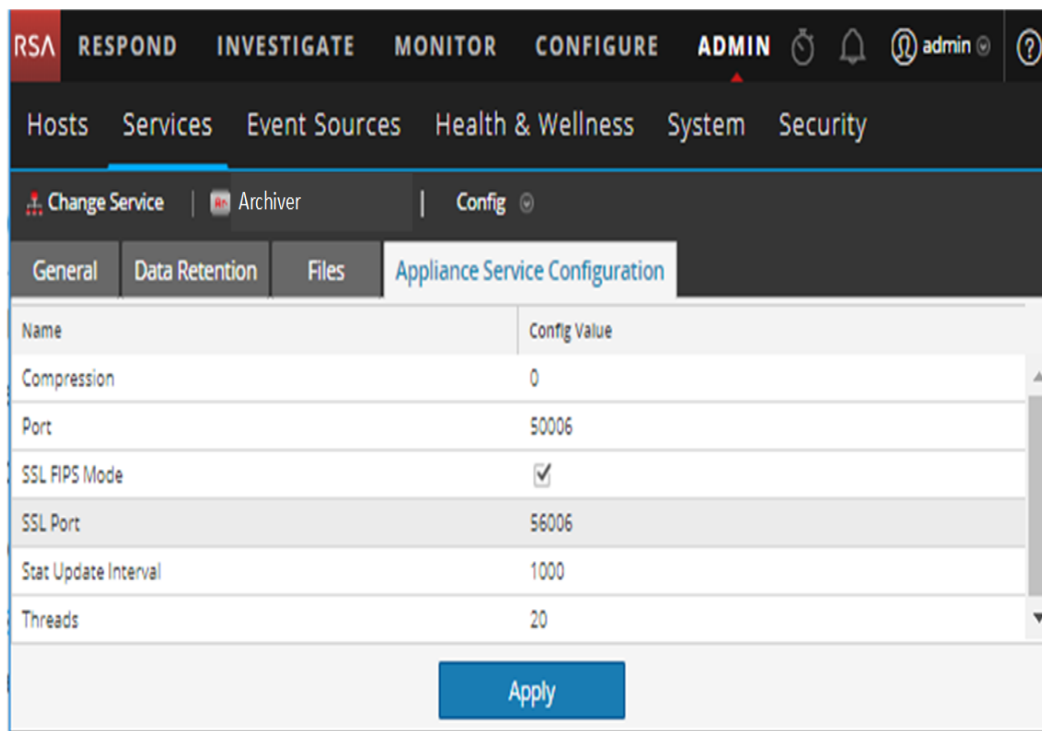 RSA RESPOND INVESTIGATE MONITOR CONFIGURE ADMIN admin ?
Hosts Services Event Sources Health & Wellness System Security
Change Service | Archiver | Config
General Data Retention Files Appliance Service Configuration
Name Config Value
Compression 0
Port 50006
SSL FIPS Mode
SSL Port 56006
Stat Update Interval 1000
Threads 20
Apply